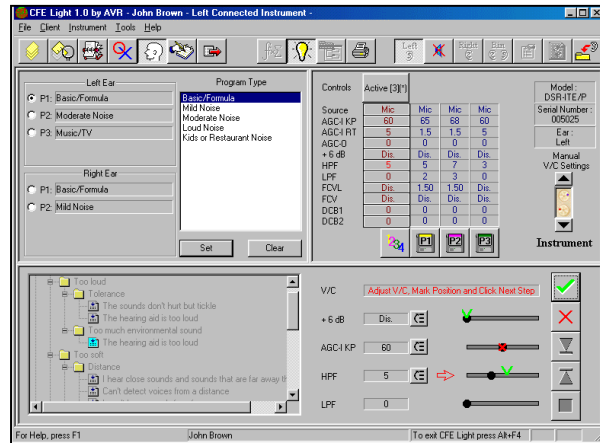 CFE Light 1.0 by AVR - John Brown - Left Connected Instrument -
File Client Instrument Tools Help
Left Right Bin
Left Ear
P1: Basic/Formula
P2: Moderate Noise
P3: Music/TV
Right Ear
P1: Basic/Formula
P2: Mild Noise
Program Type
Basic/Formula
Mild Noise
Moderate Noise
Loud Noise
Kids or Restaurant Noise
Set Clear
Controls Active [3](*)
Source Mic Mic Mic Mic
AGC-I KP 60 65 68 60
AGC-I RT 5 1.5 1.5 5
AGC-O 0 0 0 0
+ 6 dB Dis. Dis. Dis. Dis.
HPF 5 5 7 3
LPF 0 2 3 0
FCVL Dis. 1.50 1.50 Dis.
FCV Dis. Dis. Dis. Dis.
DCB1 0 0 0 0
DCB2 0 0 0 0
234 P1 P2 P3
Model :
DSR-ITE/P
Serial Number :
005025
Ear :
Left
Manual
V/C Settings
Instrument
Too loud
Tolerance
The sounds don't hurt but tickle
The hearing aid is too loud
Too much environmental sound
The hearing aid is too loud
Too soft
Distance
I hear close sounds and sounds that are far away th
Can't detect voices from a distance
V/C Adjust V/C, Mark Position and Click Next Step
+ 6 dB Dis.
AGC-I KP 60
HPF 5
LPF 0
For Help, press F1 John Brown To exit CFE Light press Alt+F4